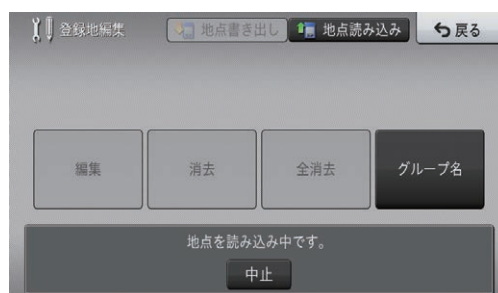 登録地編集 地点書き出し 地点読み込み 戻る
編集 消去 全消去 グループ名
地点を読み込み中です。
中止